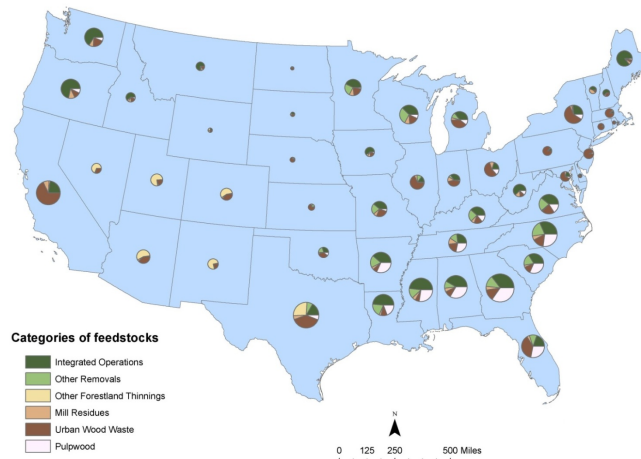 Categories of feedstocks
Integrated Operations
Other Removals
Other Forestland Thinnings
Mill Residues
Urban Wood Waste
Pulpwood
N
0 125 250 500 Miles